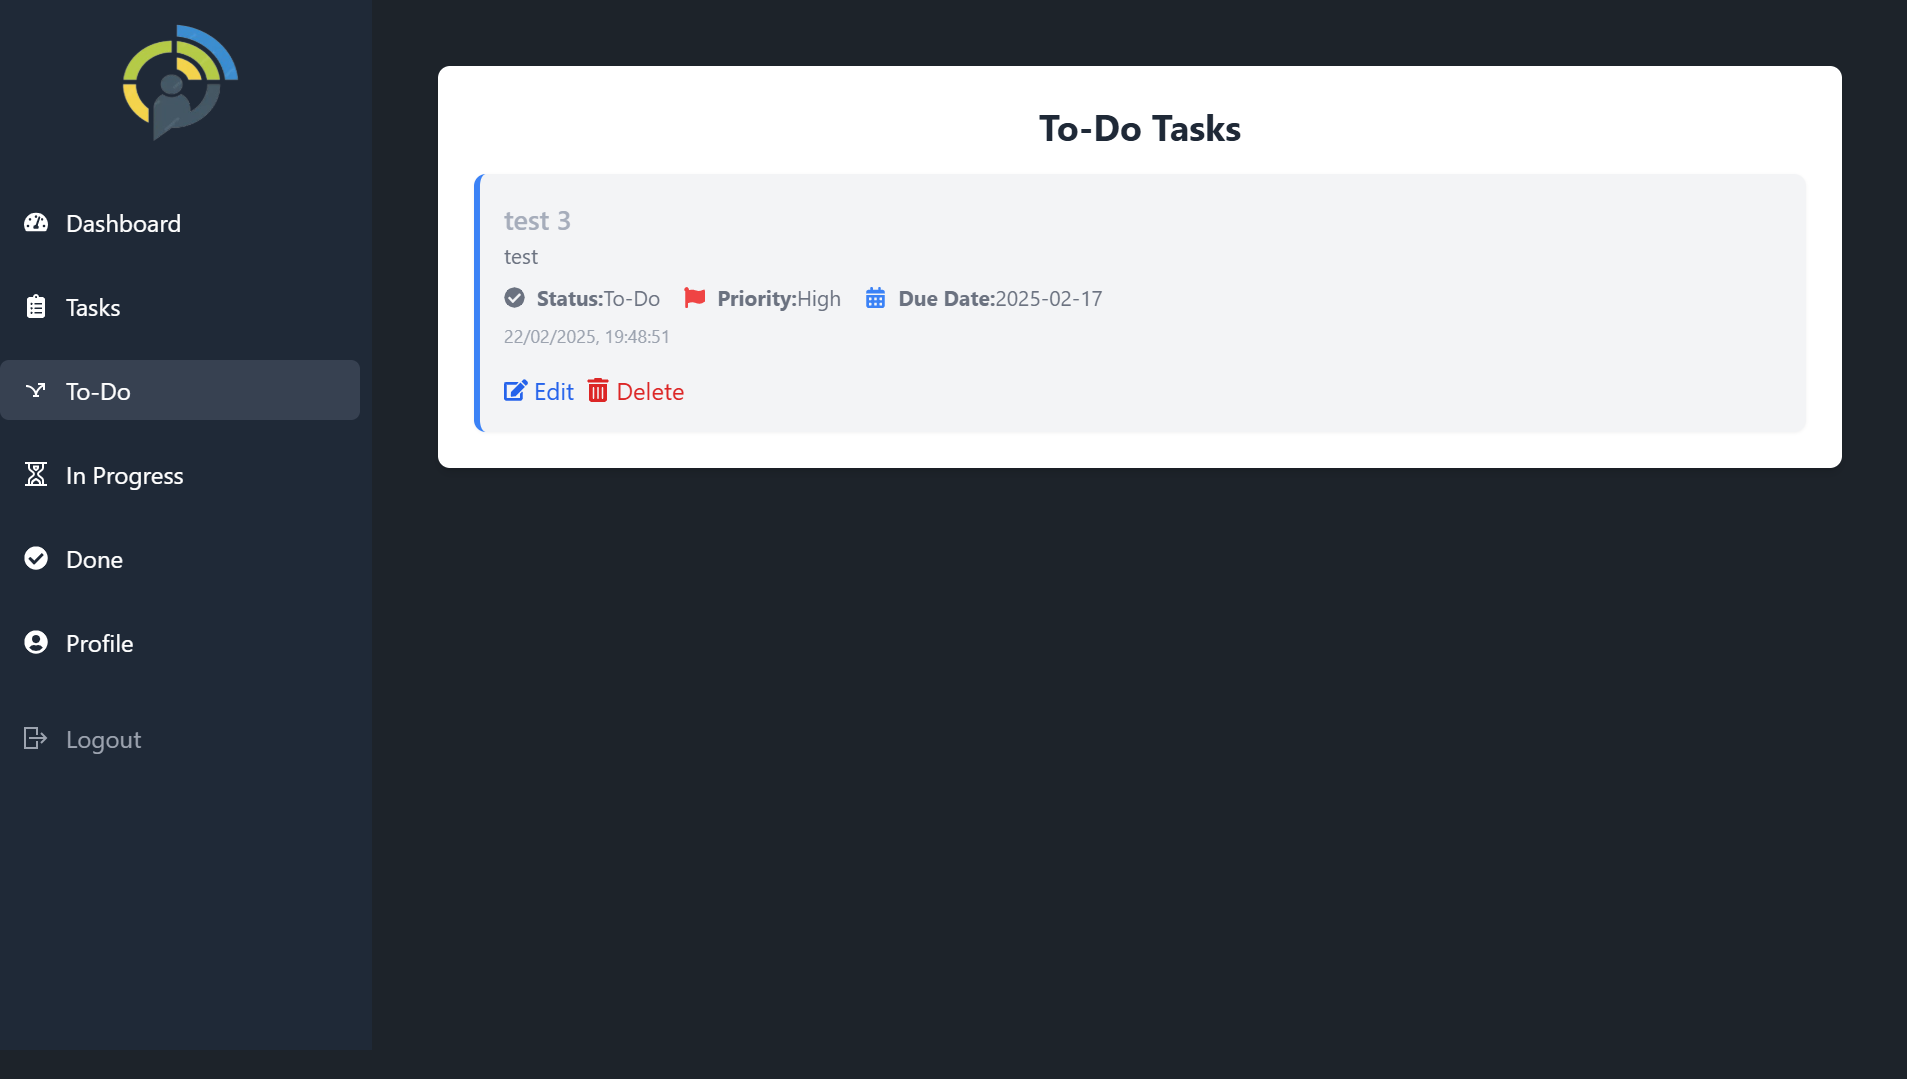 Dashboard
Tasks
To-Do
In Progress
Done
Profile
Logout
To-Do Tasks
test 3
test
Status:To-Do Priority:High Due Date:2025-02-17
22/02/2025, 19:48:51
Edit Delete